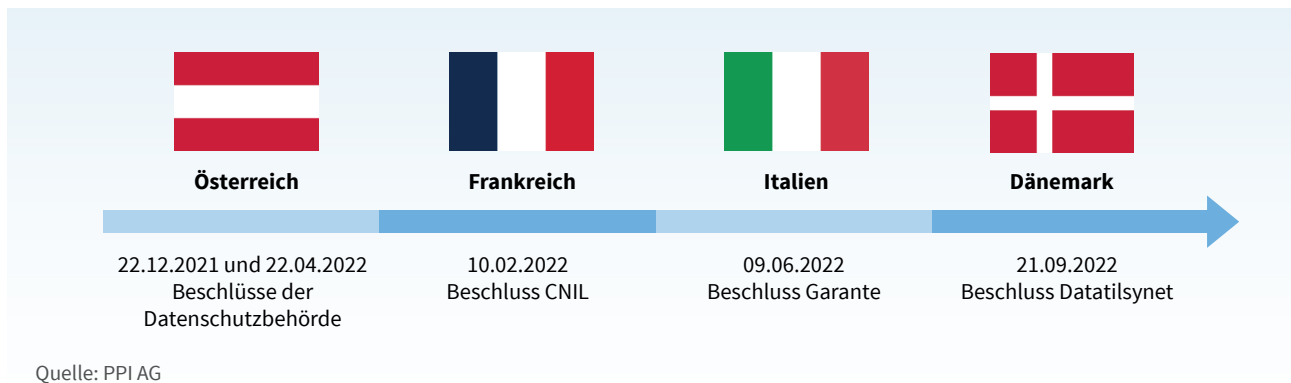 Österreich
Frankreich
Italien
Dänemark
22.12.2021 und 22.04.2022
Beschlüsse der
Datenschutzbehörde
10.02.2022
Beschluss CNIL
09.06.2022
Beschluss Garante
21.09.2022
Beschluss Datatilsynet
Quelle: PPI AG